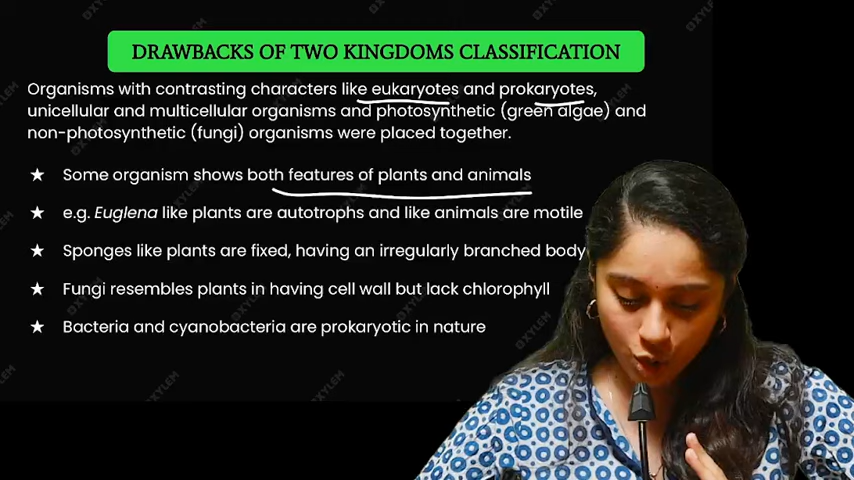 DRAWBACKS OF TWO KINGDOMS CLASSIFICATION
Organisms with contrasting characters like eukaryotes and prokaryotes,
unicellular and multicellular organisms and photosynthetic (green algae) and
non-photosynthetic (fungi) organisms were placed together.
★ Some organism shows both features of plants and animals
★ e.g. Euglena like plants are autotrophs and like animals are motile
★ Sponges like plants are fixed, having an irregularly branched body
★ Fungi resembles plants in having cell wall but lack chlorophyll
★ Bacteria and cyanobacteria are prokaryotic in nature
OXYLEM